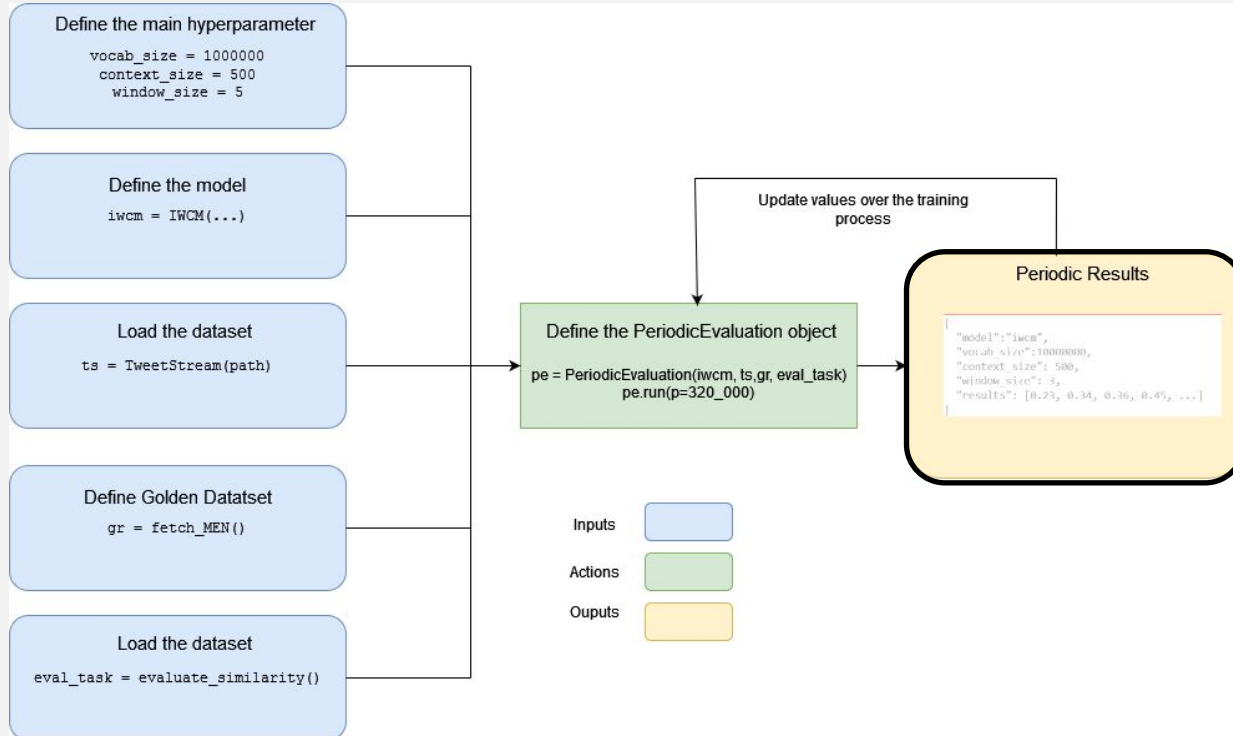 Define the main hyperparameter
vocab_size = 1000000
context_size = 500
window_size = 5
Define the model
iwcm = IWCM(...)
Load the dataset
ts = TweetStream(path)
Define Golden Datatset
gr = fetch_MEN()
Load the dataset
eval_task = evaluate_similarity()
Update values over the training
process
Define the PeriodicEvaluation object
pe = PeriodicEvaluation(iwcm, ts,gr, eval_task)
pe.run(p=320_000)
Periodic Results
{
"model":"iwcm",
"vocab_size":10000000,
"context_size": 500,
"window_size": 3,
"results": [0.23, 0.34, 0.36, 0.45, ...]
}
Inputs
Actions
Ouputs